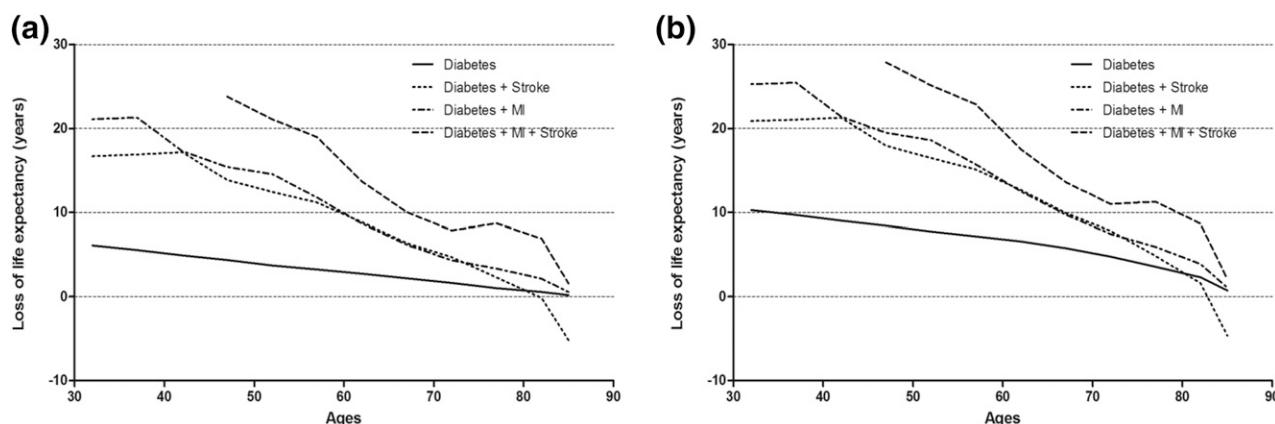 (a)
30
20
10
0
-10
Loss of life expectancy (years)
30 40 50 60 70 80 90
Ages
Diabetes
Diabetes + Stroke
Diabetes + MI
Diabetes + MI + Stroke
(b)
30
20
10
0
-10
Loss of life expectancy (years)
30 40 50 60 70 80 90
Ages
Diabetes
Diabetes + Stroke
Diabetes + MI
Diabetes + MI + Stroke